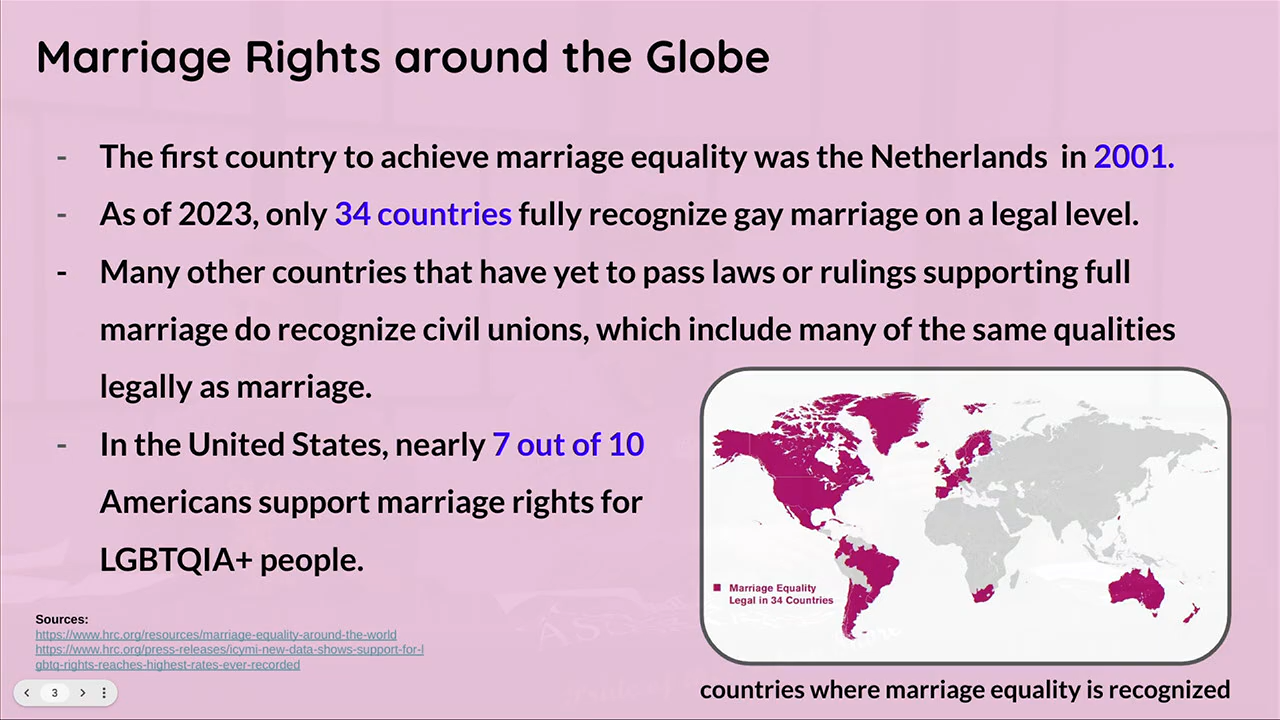 Marriage Rights around the Globe
- The first country to achieve marriage equality was the Netherlands in 2001.
- As of 2023, only 34 countries fully recognize gay marriage on a legal level.
- Many other countries that have yet to pass laws or rulings supporting full
marriage do recognize civil unions, which include many of the same qualities
legally as marriage.
- In the United States, nearly 7 out of 10
Americans support marriage rights for
LGBTQIA+ people.
Marriage Equality
Legal in 34 Countries
countries where marriage equality is recognized
Sources:
https://www.hrc.org/resources/marriage-equality-around-the-world
https://www.hrc.org/press-releases/icymi-new-data-shows-support-for-l
gbtq-rights-reaches-highest-rates-ever-recorded
3